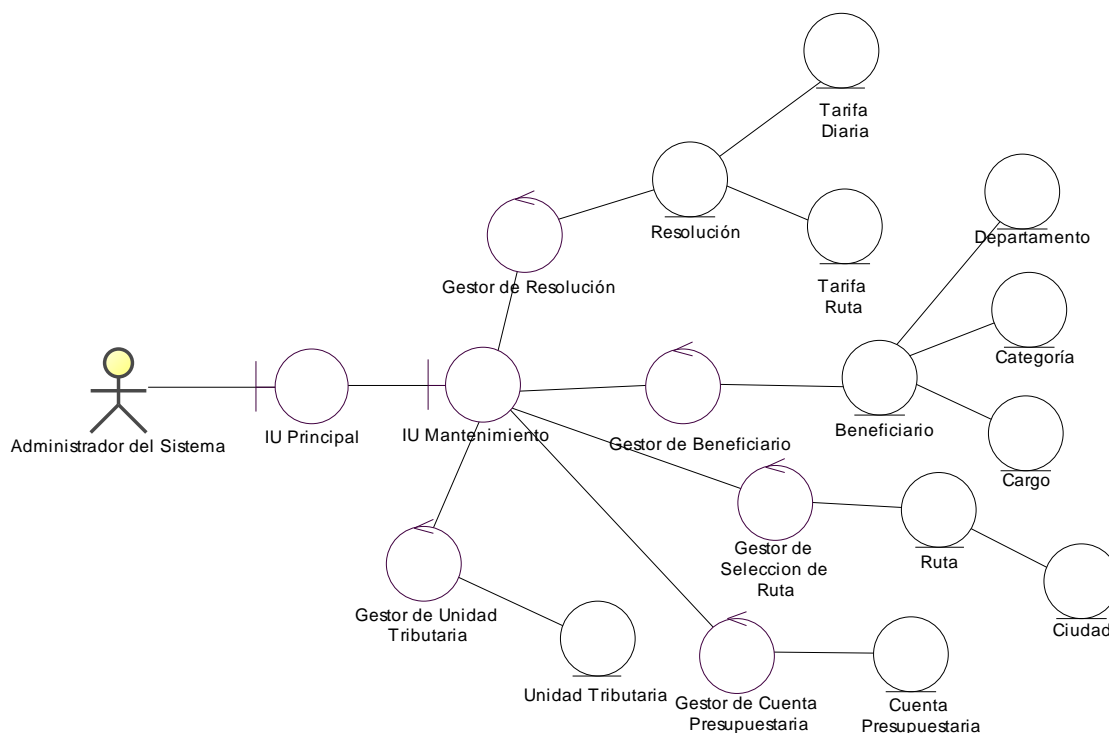 Tarifa
Diaria
Resolución
Departamento
Gestor de Resolución
Tarifa
Ruta
Categoría
Administrador del Sistema
IU Principal
IU Mantenimiento
Gestor de Beneficiario
Beneficiario
Cargo
Gestor de
Seleccion de
Ruta
Ruta
Ciudad
Gestor de Unidad
Tributaria
Unidad Tributaria
Gestor de Cuenta
Presupuestaria
Cuenta
Presupuestaria